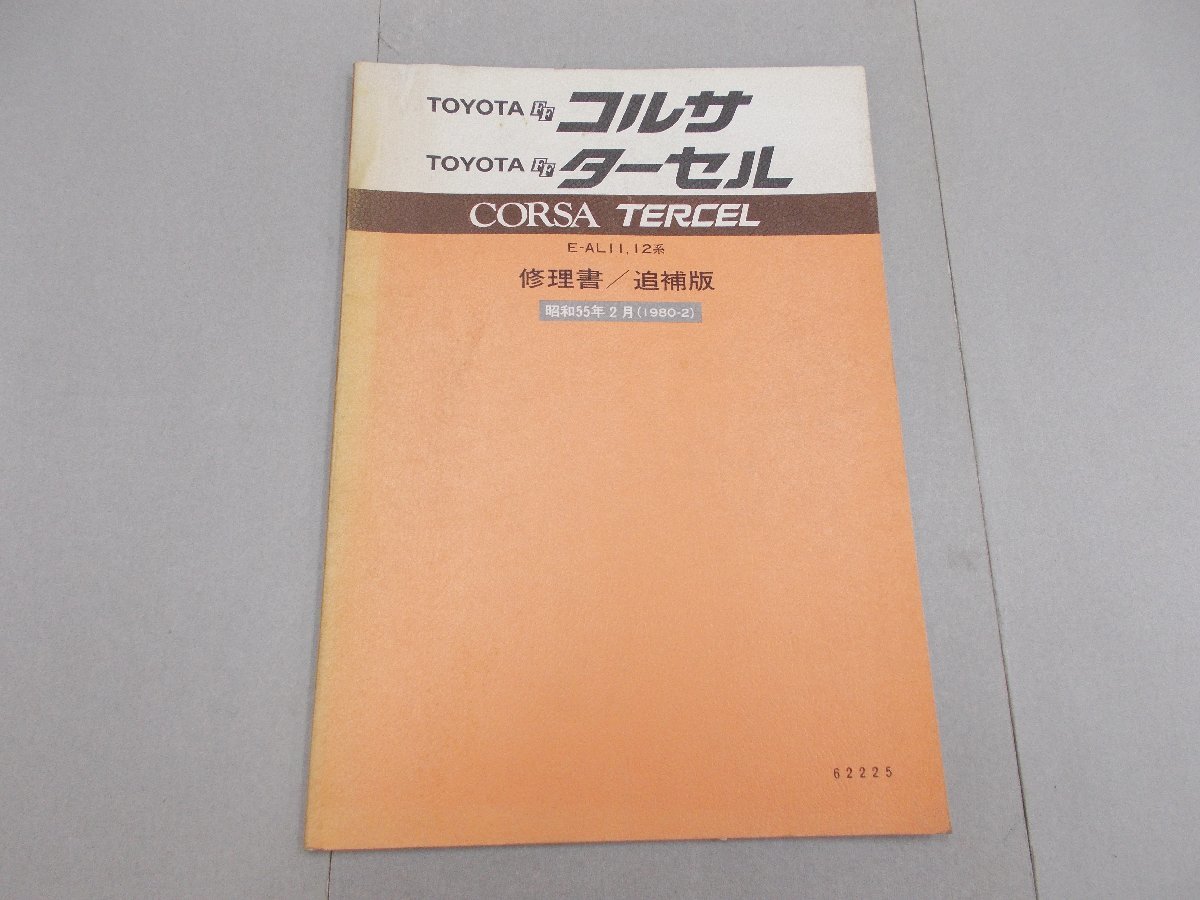 TOYOTA FF コルサ
TOYOTA FF ターセル
CORSA TERCEL
E-AL11,12系
修理書/追補版
昭和55年2月(1980-2)
62225